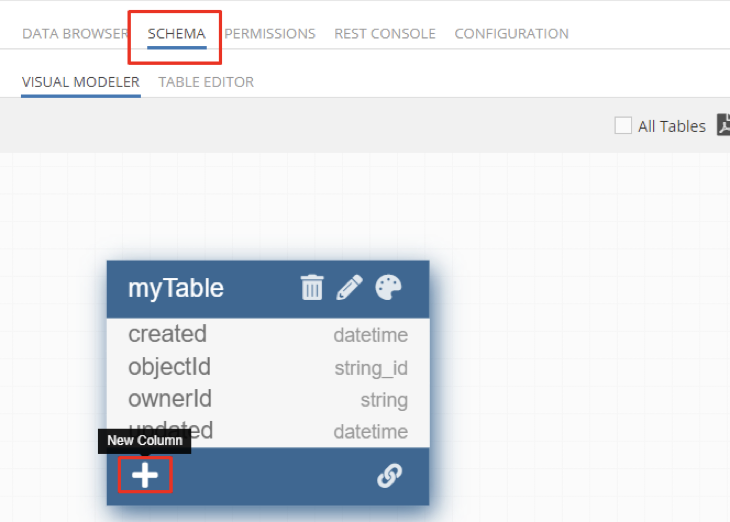 DATA BROWSER SCHEMA PERMISSIONS REST CONSOLE CONFIGURATION
VISUAL MODELER TABLE EDITOR
All Tables
myTable
created datetime
objectId string_id
ownerId string
updated datetime
New Column